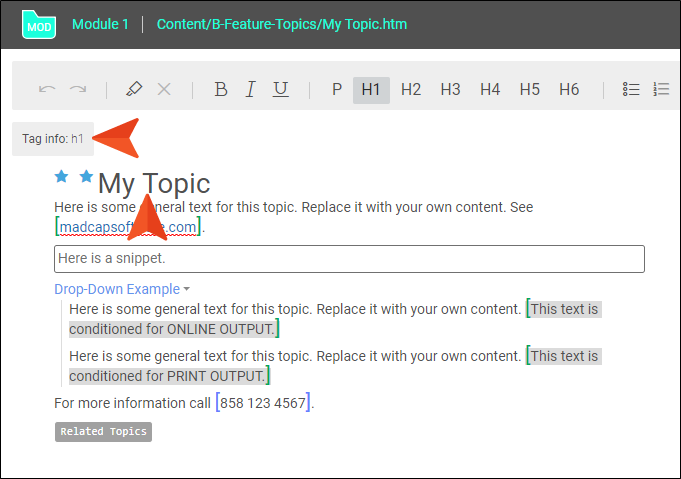 MOD Module 1 Content/B-Feature-Topics/My Topic.htm
B I U P H1 H2 H3 H4 H5 H6
Tag info: h1
My Topic
Here is some general text for this topic. Replace it with your own content. See
[madcapsoftware.com].
Here is a snippet.
Drop-Down Example
Here is some general text for this topic. Replace it with your own content. [This text is
conditioned for ONLINE OUTPUT.]
Here is some general text for this topic. Replace it with your own content. [This text is
conditioned for PRINT OUTPUT.]
For more information call [858 123 4567].
Related Topics